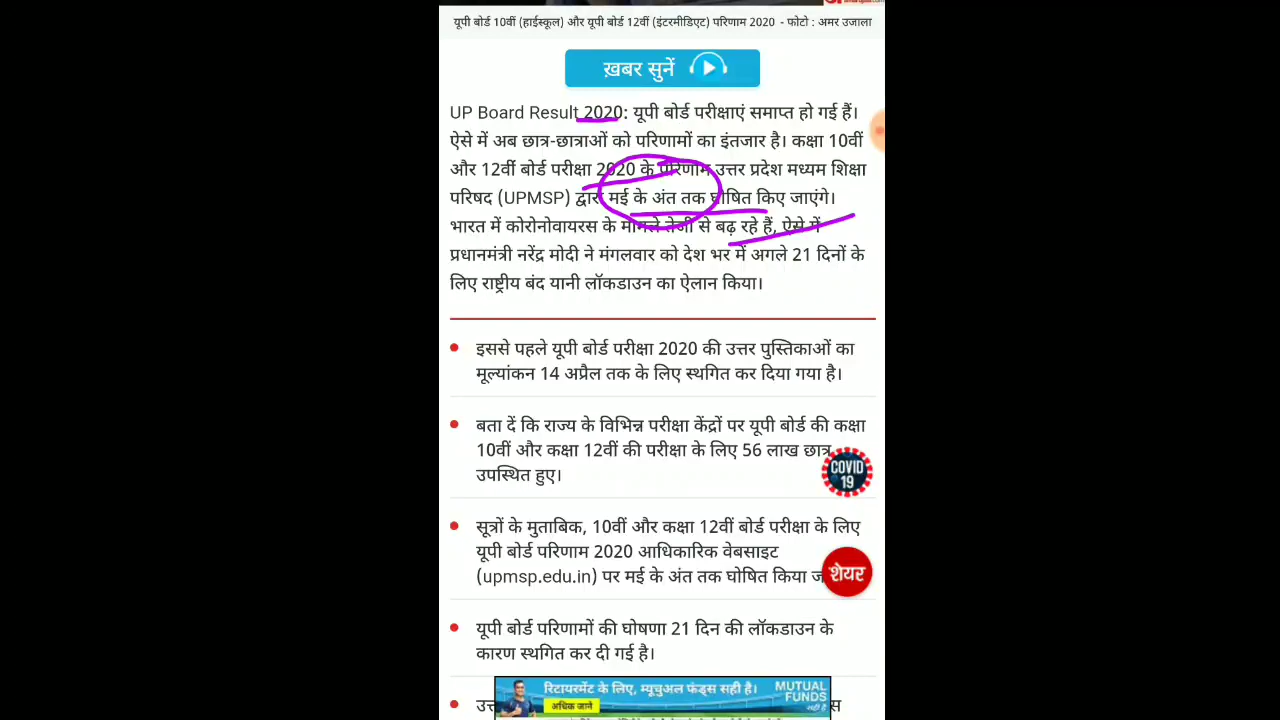 यूपी बोर्ड 10वीं (हाईस्कूल) और यूपी बोर्ड 12वीं (इंटरमीडिएट) परिणाम 2020 - फोटो : अमर उजाला
ख़बर सुनें
UP Board Result 2020: यूपी बोर्ड परीक्षाएं समाप्त हो गई हैं।
ऐसे में अब छात्र-छात्राओं को परिणामों का इंतजार है। कक्षा 10वीं
और 12वीं बोर्ड परीक्षा 2020 के परिणाम उत्तर प्रदेश मध्यम शिक्षा
परिषद (UPMSP) द्वारा मई के अंत तक घोषित किए जाएंगे।
भारत में कोरोनोवायरस के मामले तेजी से बढ़ रहे हैं, ऐसे में
प्रधानमंत्री नरेंद्र मोदी ने मंगलवार को देश भर में अगले 21 दिनों के
लिए राष्ट्रीय बंद यानी लॉकडाउन का ऐलान किया।
इससे पहले यूपी बोर्ड परीक्षा 2020 की उत्तर पुस्तिकाओं का
मूल्यांकन 14 अप्रैल तक के लिए स्थगित कर दिया गया है।
बता दें कि राज्य के विभिन्न परीक्षा केंद्रों पर यूपी बोर्ड की कक्षा
10वीं और कक्षा 12वीं की परीक्षा के लिए 56 लाख छात्र
उपस्थित हुए।
COVID
19
सूत्रों के मुताबिक, 10वीं और कक्षा 12वीं बोर्ड परीक्षा के लिए
यूपी बोर्ड परिणाम 2020 आधिकारिक वेबसाइट
(upmsp.edu.in) पर मई के अंत तक घोषित किया
शेयर
यूपी बोर्ड परिणामों की घोषणा 21 दिन की लॉकडाउन के
कारण स्थगित कर दी गई है।
रिटायरमेंट के लिए, म्यूचुअल फंड्स सही है।
अधिक जानें
MUTUAL
FUNDS
सही है